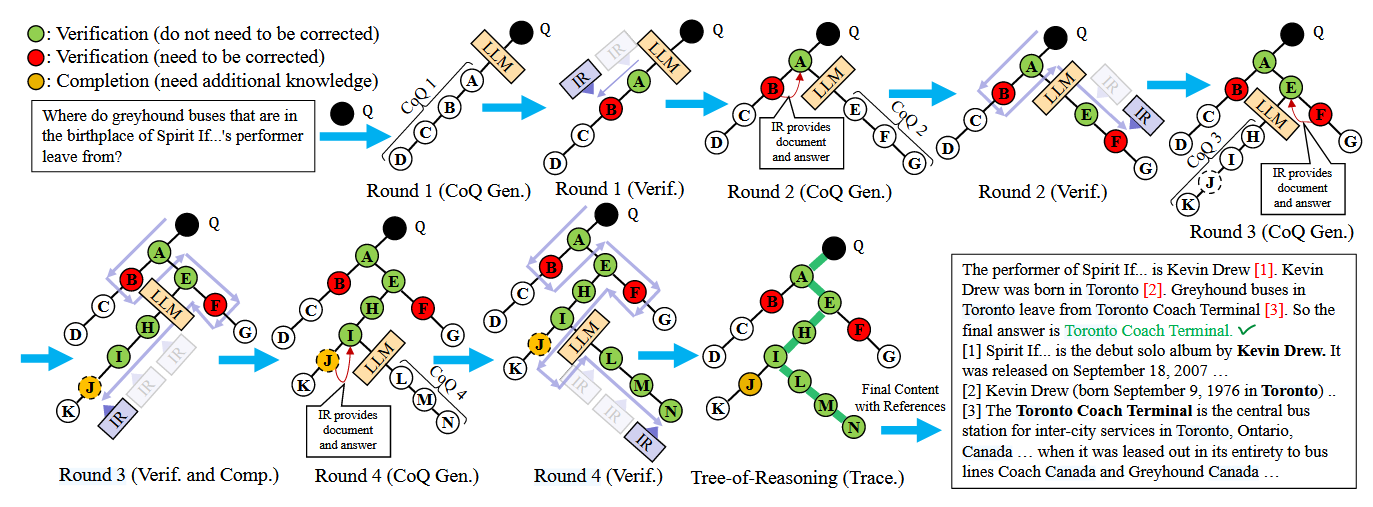 : Verification (do not need to be corrected)
: Verification (need to be corrected)
: Completion (need additional knowledge)
Where do greyhound buses that are in
the birthplace of Spirit If...'s performer
leave from?
Q
Q
LLM
CoQ 1
A
B
C
D
Round 1 (CoQ Gen.)
Q
IR
IR
LLM
A
B
C
D
Round 1 (Verif.)
Q
A
B
LLM
C
D
E
F
G
CoQ 2
IR provides
document
and answer
Round 2 (CoQ Gen.)
Q
A
B
LLM
IR
IR
C
D
E
F
G
Round 2 (Verif.)
Q
A
B
E
LLM
C
D
F
G
H
I
J
K
CoQ 3
IR provides
document
and answer
Round 3 (CoQ Gen.)
Q
A
B
E
LLM
C
D
F
G
H
I
J
K
IR
IR
IR
Round 3 (Verif. and Comp.)
Q
A
B
E
C
D
H
F
G
I
J
K
LLM
L
M
N
CoQ 4
IR provides
document
and answer
Round 4 (CoQ Gen.)
Q
A
B
E
C
D
F
G
H
I
J
K
LLM
L
M
N
IR
IR
IR
IR
Round 4 (Verif.)
Q
A
B
E
C
D
H
F
G
I
J
K
L
M
N
Tree-of-Reasoning (Trace.)
Final Content
with References
The performer of Spirit If... is Kevin Drew [1]. Kevin
Drew was born in Toronto [2]. Greyhound buses in
Toronto leave from Toronto Coach Terminal [3]. So the
final answer is Toronto Coach Terminal. ✓
[1] Spirit If... is the debut solo album by Kevin Drew. It
was released on September 18, 2007 …
[2] Kevin Drew (born September 9, 1976 in Toronto) ..
[3] The Toronto Coach Terminal is the central bus
station for inter-city services in Toronto, Ontario,
Canada … when it was leased out in its entirety to bus
lines Coach Canada and Greyhound Canada …